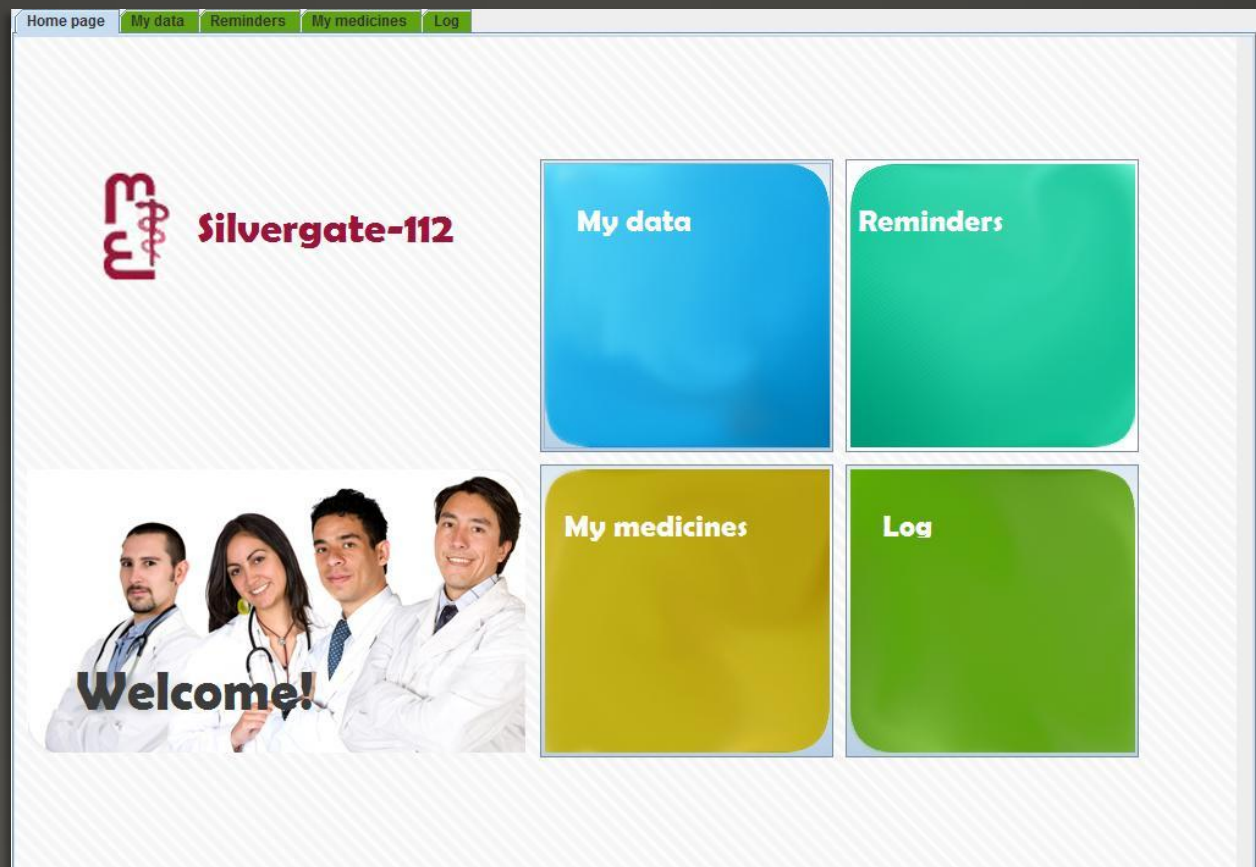 Home page My data Reminders My medicines Log
Silvergate-112
My data
Reminders
My medicines
Log
Welcome!